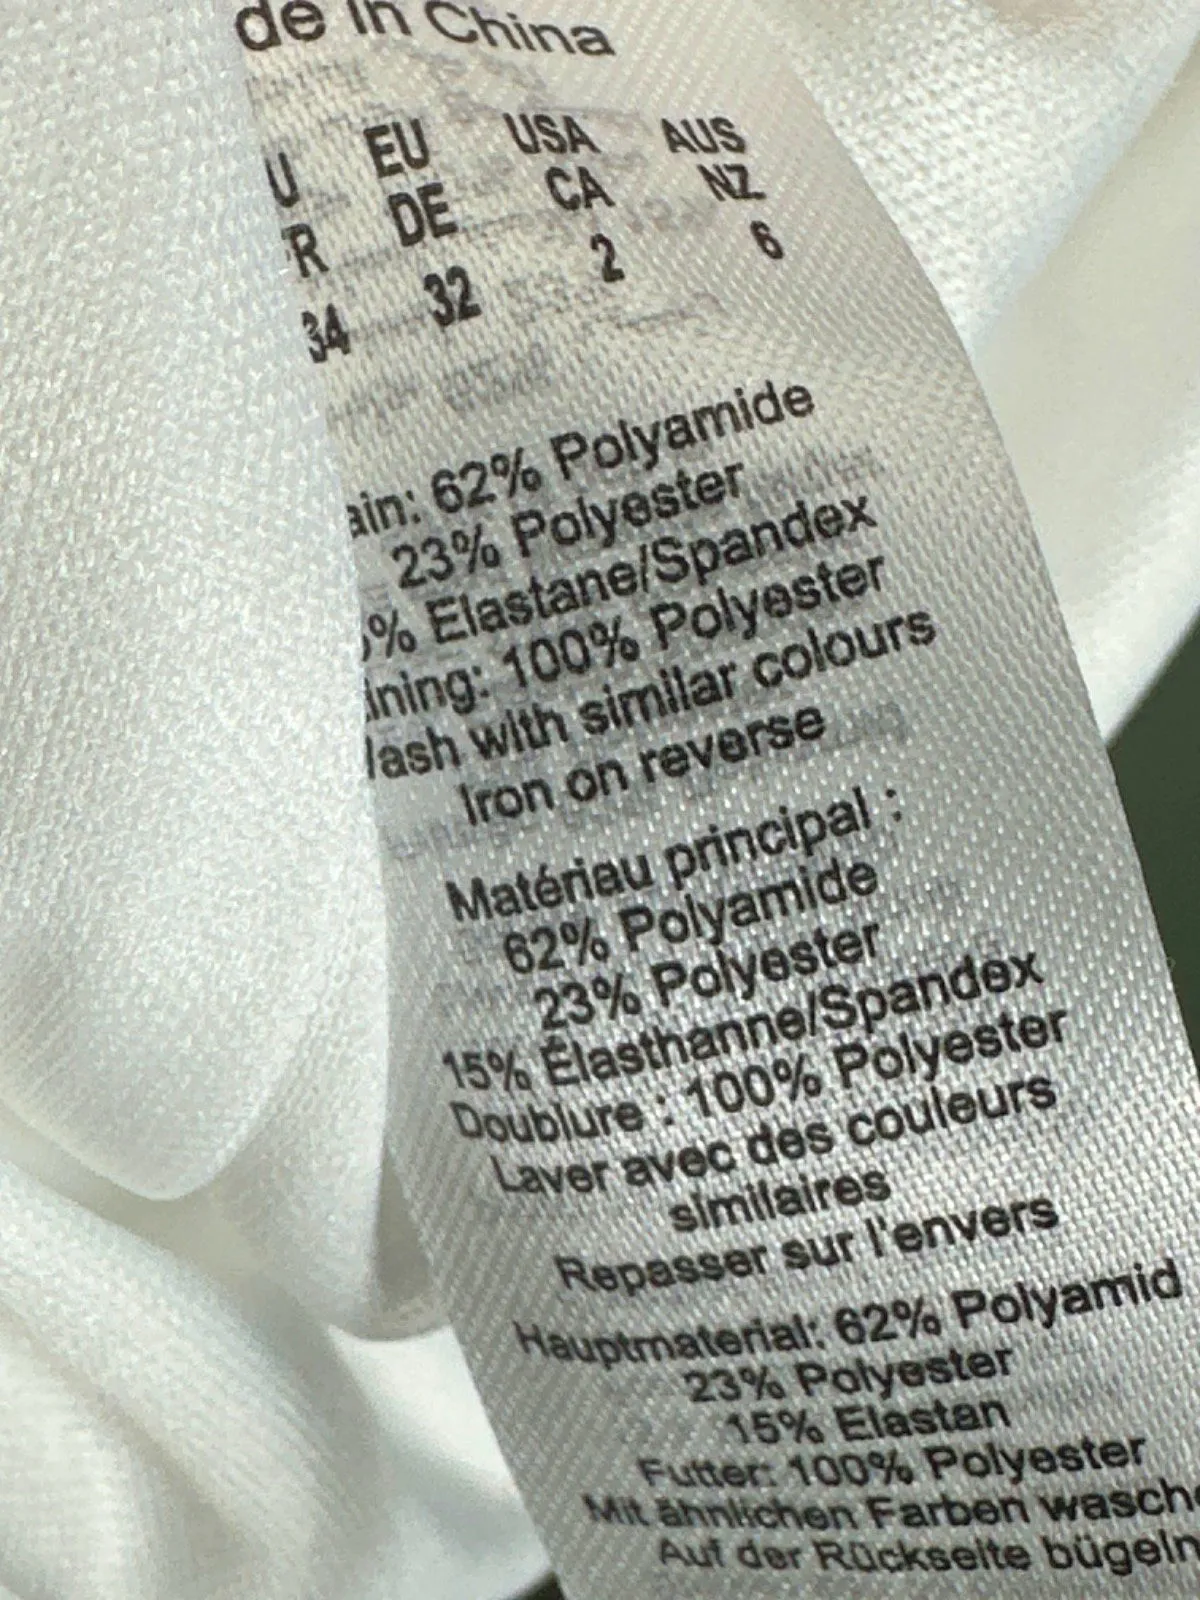 de in China
U EU USA AUS
R DE CA NZ
34 32 2 6
ain: 62% Polyamide
23% Polyester
% Elastane/Spandex
ining: 100% Polyester
ash with similar colours
Iron on reverse
Matériau principal :
62% Polyamide
23% Polyester
15% Élasthanne/Spandex
Doublure : 100% Polyester
Laver avec des couleurs
similaires
Repasser sur l'envers
Hauptmaterial: 62% Polyamid
23% Polyester
15% Elastan
Futter: 100% Polyester
Mit ähnlichen Farben wasche
Auf der Rückseite bügeln